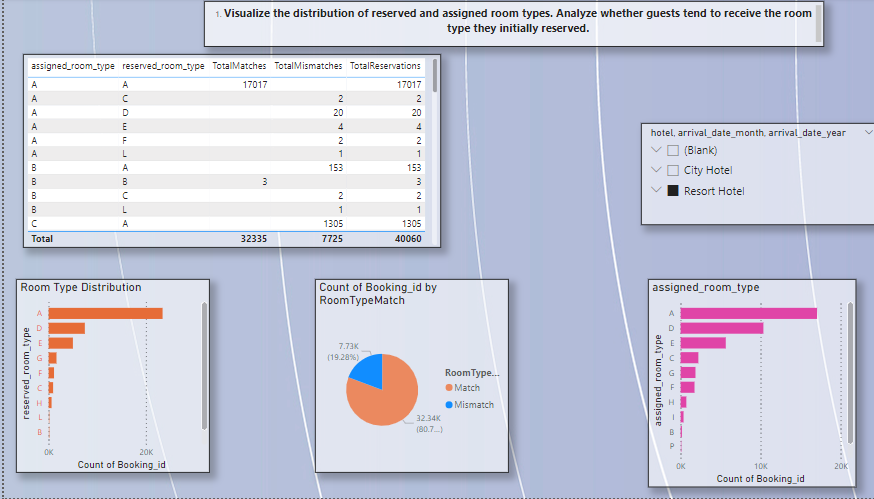 1. Visualize the distribution of reserved and assigned room types. Analyze whether guests tend to receive the room
type they initially reserved.
assigned_room_type reserved_room_type TotalMatches TotalMismatches TotalReservations
A A 17017 17017
A C 2 2
A D 20 20
A E 4 4
A F 2 2
A L 1 1
B A 153 153
B B 3 3
B C 2 2
B L 1 1
C A 1305 1305
Total 32335 7725 40060
hotel, arrival_date_month, arrival_date_year
(Blank)
City Hotel
Resort Hotel
Room Type Distribution
reserved_room_type
A
D
E
G
F
C
H
L
B
0K 20K
Count of Booking_id
Count of Booking_id by
RoomTypeMatch
7.73K
(19.28%)
32.34K
(80.7...)
RoomType...
Match
Mismatch
assigned_room_type
assigned_room_type
A
D
E
C
G
F
H
I
B
P
0K 10K 20K
Count of Booking_id